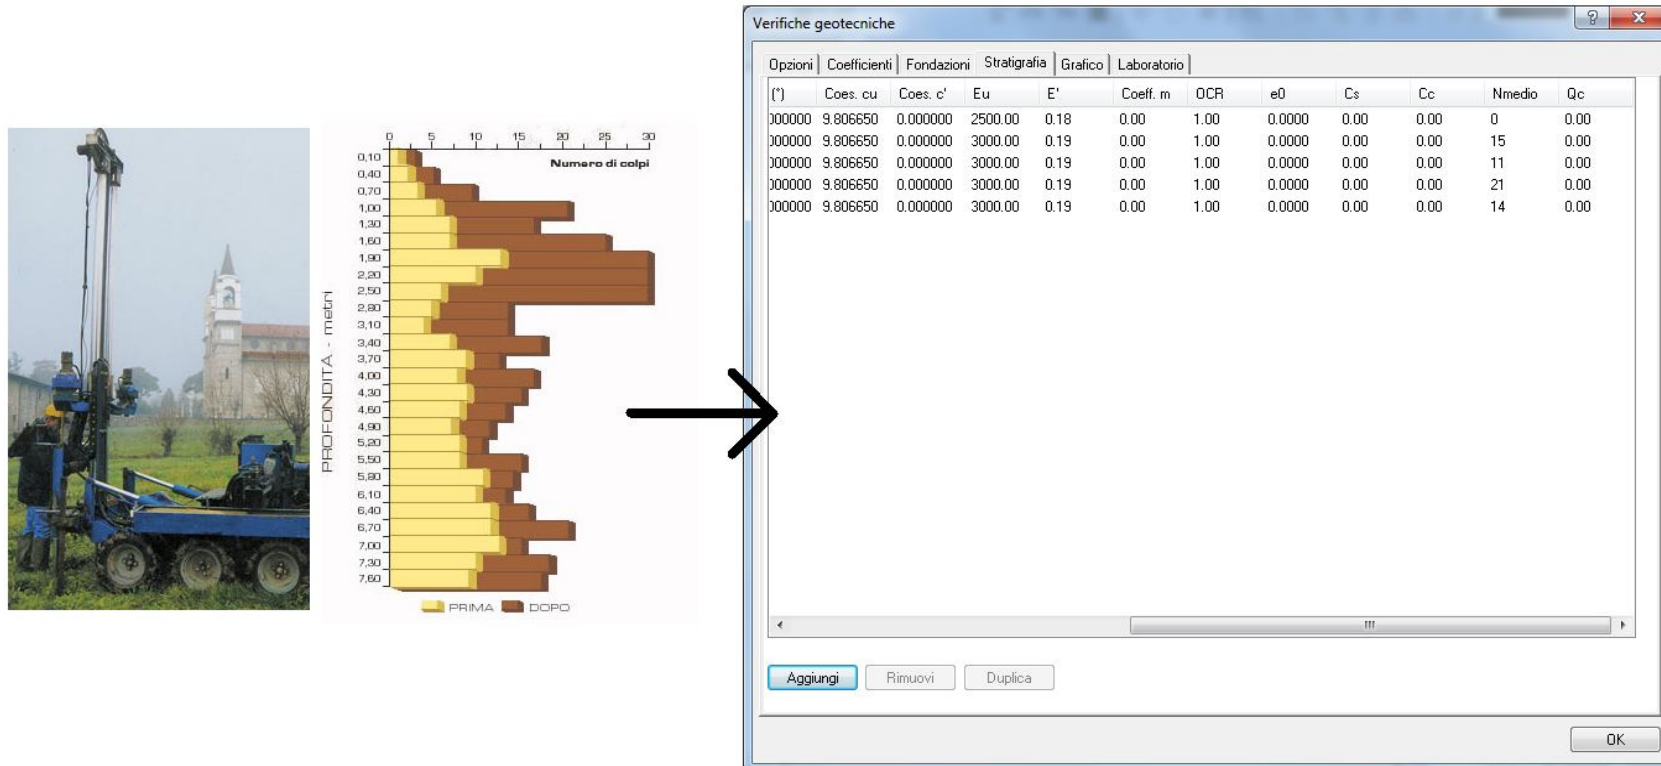 0 5 10 15 20 25 30
Numero di colpi
PROFONDITA - metri
0,10
0,40
0,70
1,00
1,30
1,60
1,90
2,20
2,50
2,80
3,10
3,40
3,70
4,00
4,30
4,60
4,90
5,20
5,50
5,80
6,10
6,40
6,70
7,00
7,30
7,60
PRIMA DOPO
Verifiche geotecniche
Opzioni Coefficienti Fondazioni Stratigrafia Grafico Laboratorio
(°) Coes. cu Coes. c' Eu E' Coeff. m OCR e0 Cs Cc Nmedio Qc
000000 9.806650 0.000000 2500.00 0.18 0.00 1.00 0.0000 0.00 0.00 0 0.00
000000 9.806650 0.000000 3000.00 0.19 0.00 1.00 0.0000 0.00 0.00 15 0.00
000000 9.806650 0.000000 3000.00 0.19 0.00 1.00 0.0000 0.00 0.00 11 0.00
000000 9.806650 0.000000 3000.00 0.19 0.00 1.00 0.0000 0.00 0.00 21 0.00
000000 9.806650 0.000000 3000.00 0.19 0.00 1.00 0.0000 0.00 0.00 14 0.00
Aggiungi Rimuovi Duplica
OK